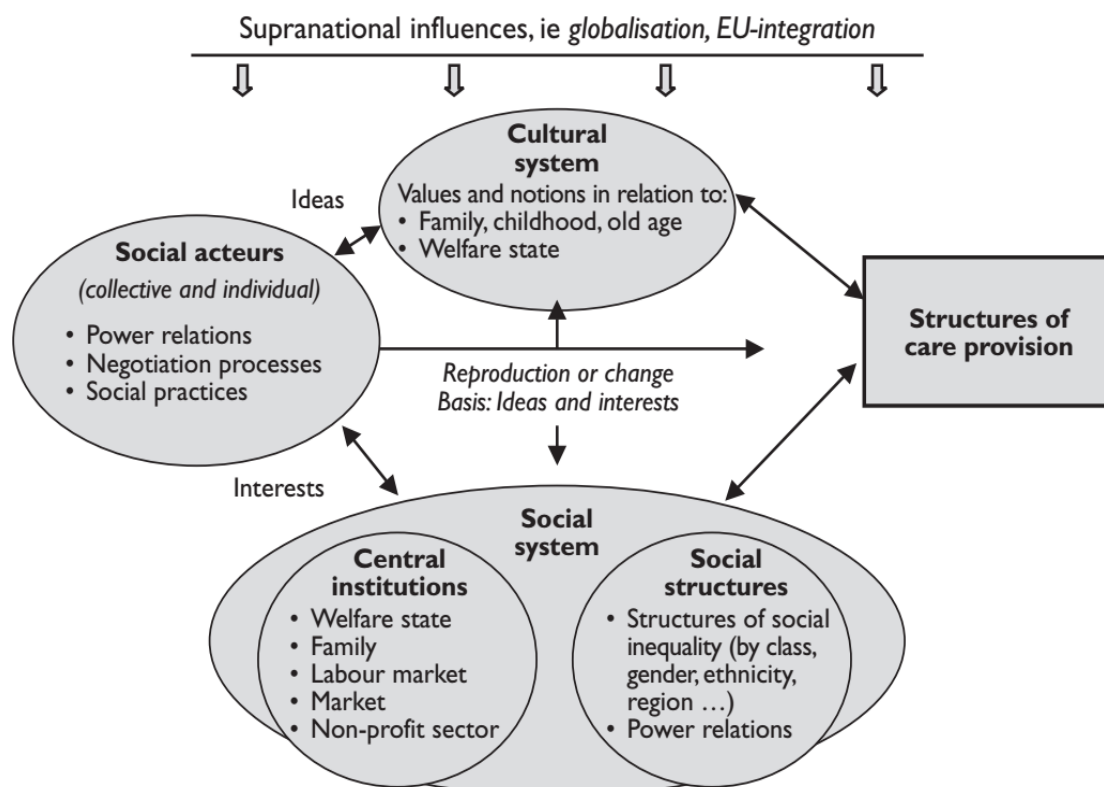 Supranational influences, ie globalisation, EU-integration
Cultural
system
Values and notions in relation to:
• Family, childhood, old age
• Welfare state
Ideas
Social acteurs
(collective and individual)
• Power relations
• Negotiation processes
• Social practices
Structures of
care provision
Reproduction or change
Basis: Ideas and interests
Interests
Social
system
Central
institutions
• Welfare state
• Family
• Labour market
• Market
• Non-profit sector
Social
structures
• Structures of social
inequality (by class,
gender, ethnicity,
region …)
• Power relations